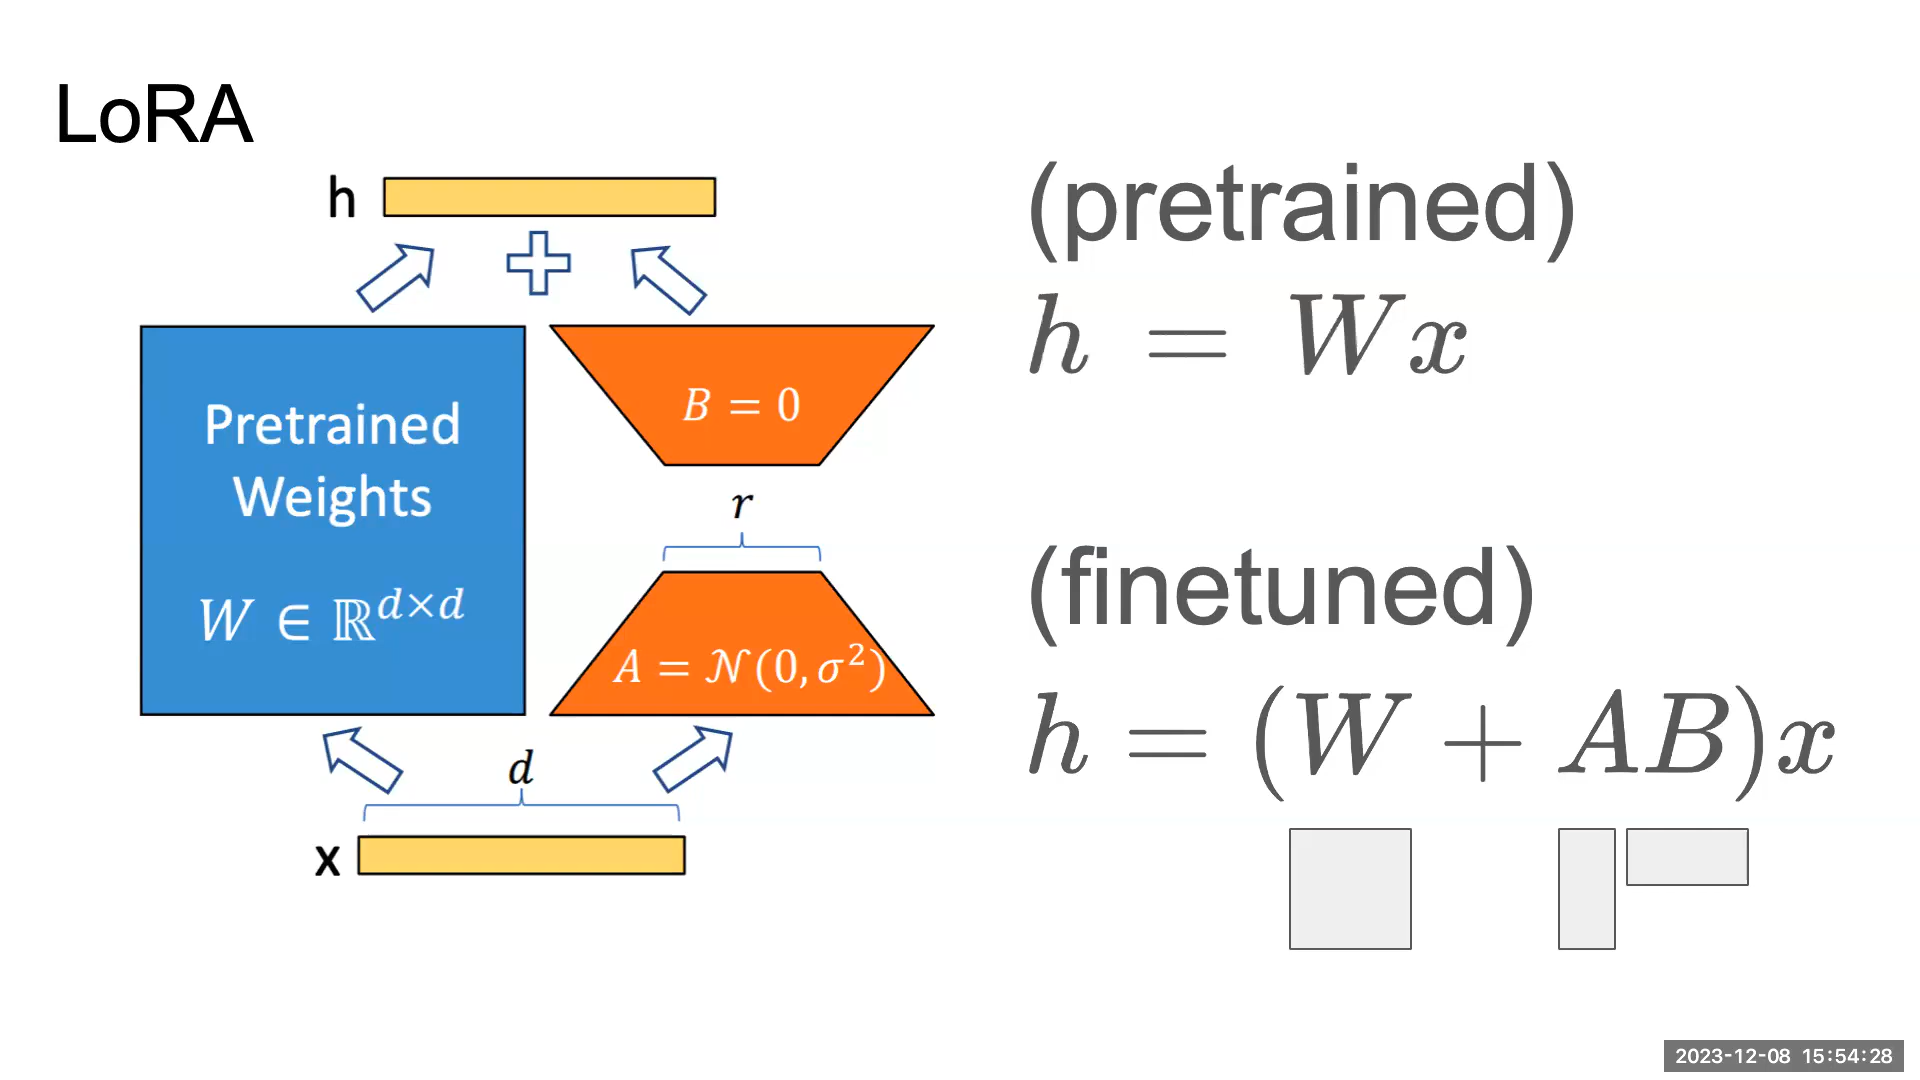 LoRA
h
Pretrained
Weights
W ∈ ℝ^{d×d}
B = 0
r
A = 𝒩(0, σ²)
d
x
(pretrained)
h = Wx
(finetuned)
h = (W + AB)x
2023-12-08 15:54:28